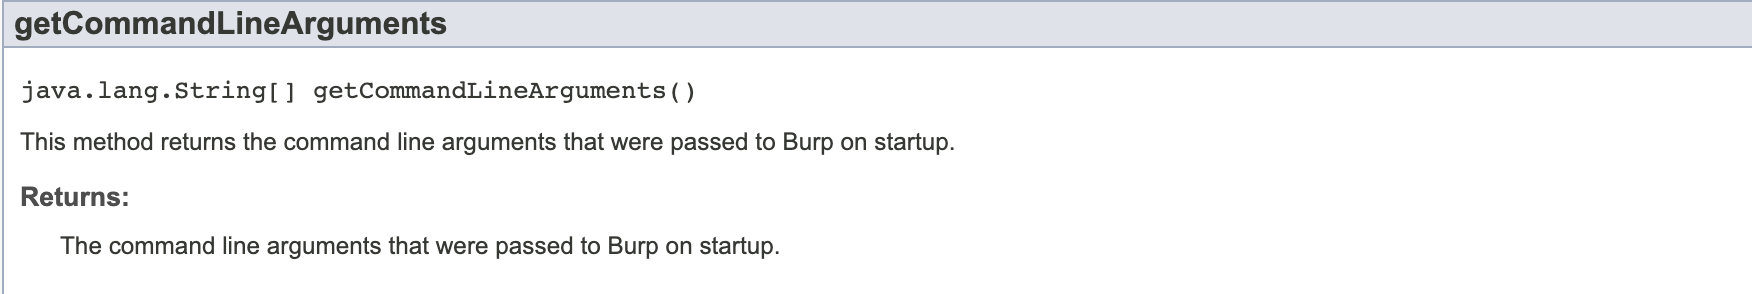 getCommandLineArguments
java.lang.String[] getCommandLineArguments()
This method returns the command line arguments that were passed to Burp on startup.
Returns:
The command line arguments that were passed to Burp on startup.